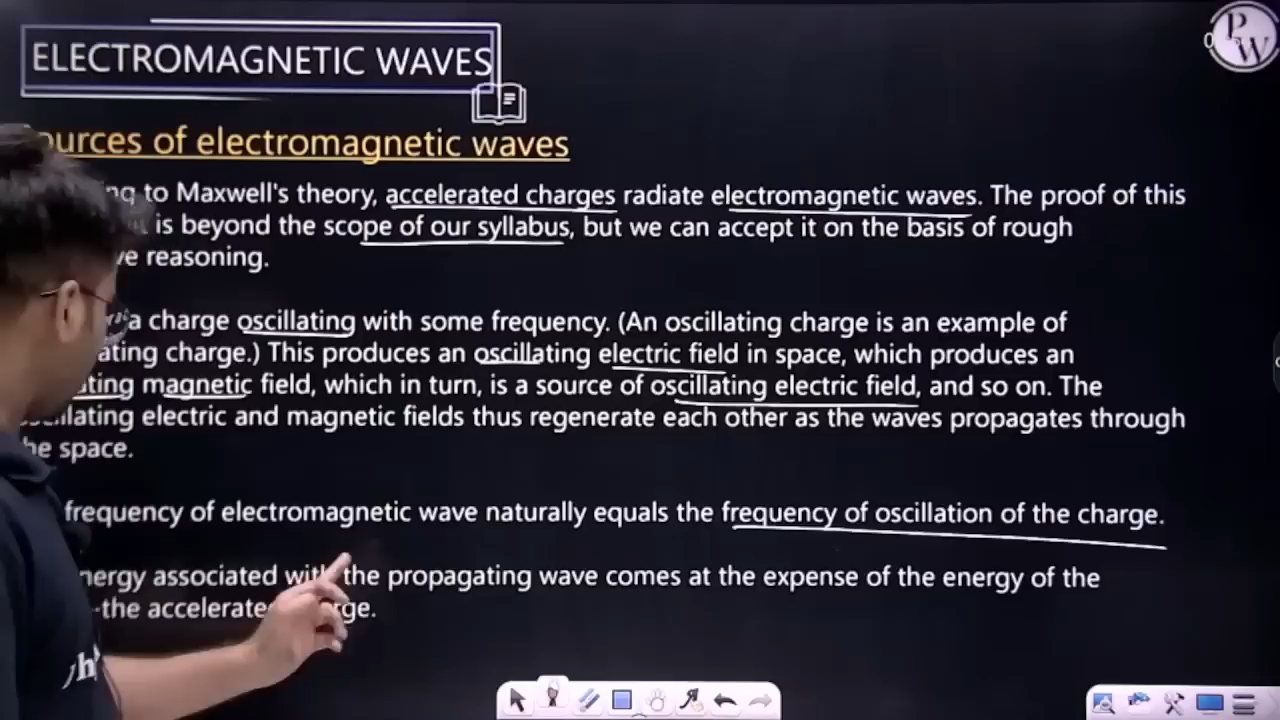 ELECTROMAGNETIC WAVES
P
W
ources of electromagnetic waves
ng to Maxwell's theory, accelerated charges radiate electromagnetic waves. The proof of this
is beyond the scope of our syllabus, but we can accept it on the basis of rough
ve reasoning.
a charge oscillating with some frequency. (An oscillating charge is an example of
ating charge.) This produces an oscillating electric field in space, which produces an
ating magnetic field, which in turn, is a source of oscillating electric field, and so on. The
illating electric and magnetic fields thus regenerate each other as the waves propagates through
he space.
frequency of electromagnetic wave naturally equals the frequency of oscillation of the charge.
nergy associated with the propagating wave comes at the expense of the energy of the
-the accelerated ge.